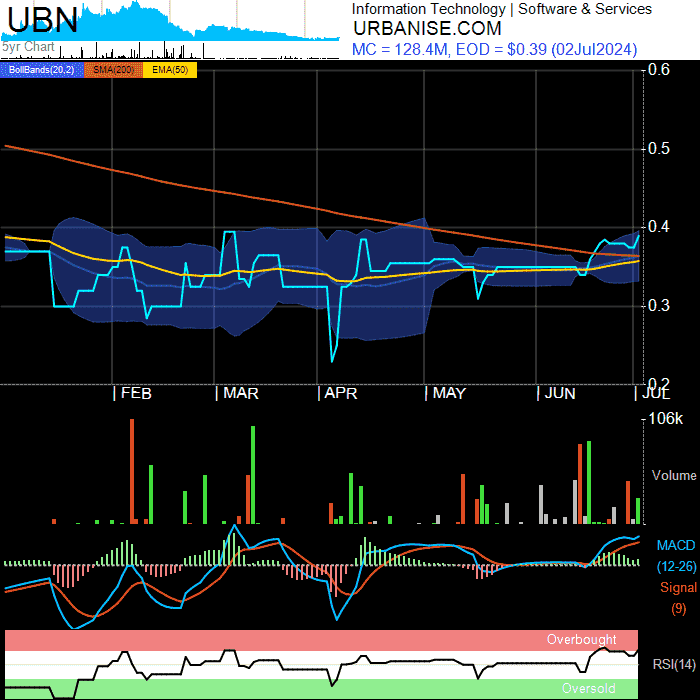 UBN
5yr Chart
Information Technology | Software & Services
URBANISE.COM
MC = 128.4M, EOD = $0.39 (02Jul2024)
BollBands(20,2) SMA(200) EMA(50)
0.6
0.5
0.4
0.3
0.2
FEB MAR APR MAY JUN JUL
106k
Volume
MACD
(12-26)
Signal
(9)
Overbought
RSI(14)
Oversold